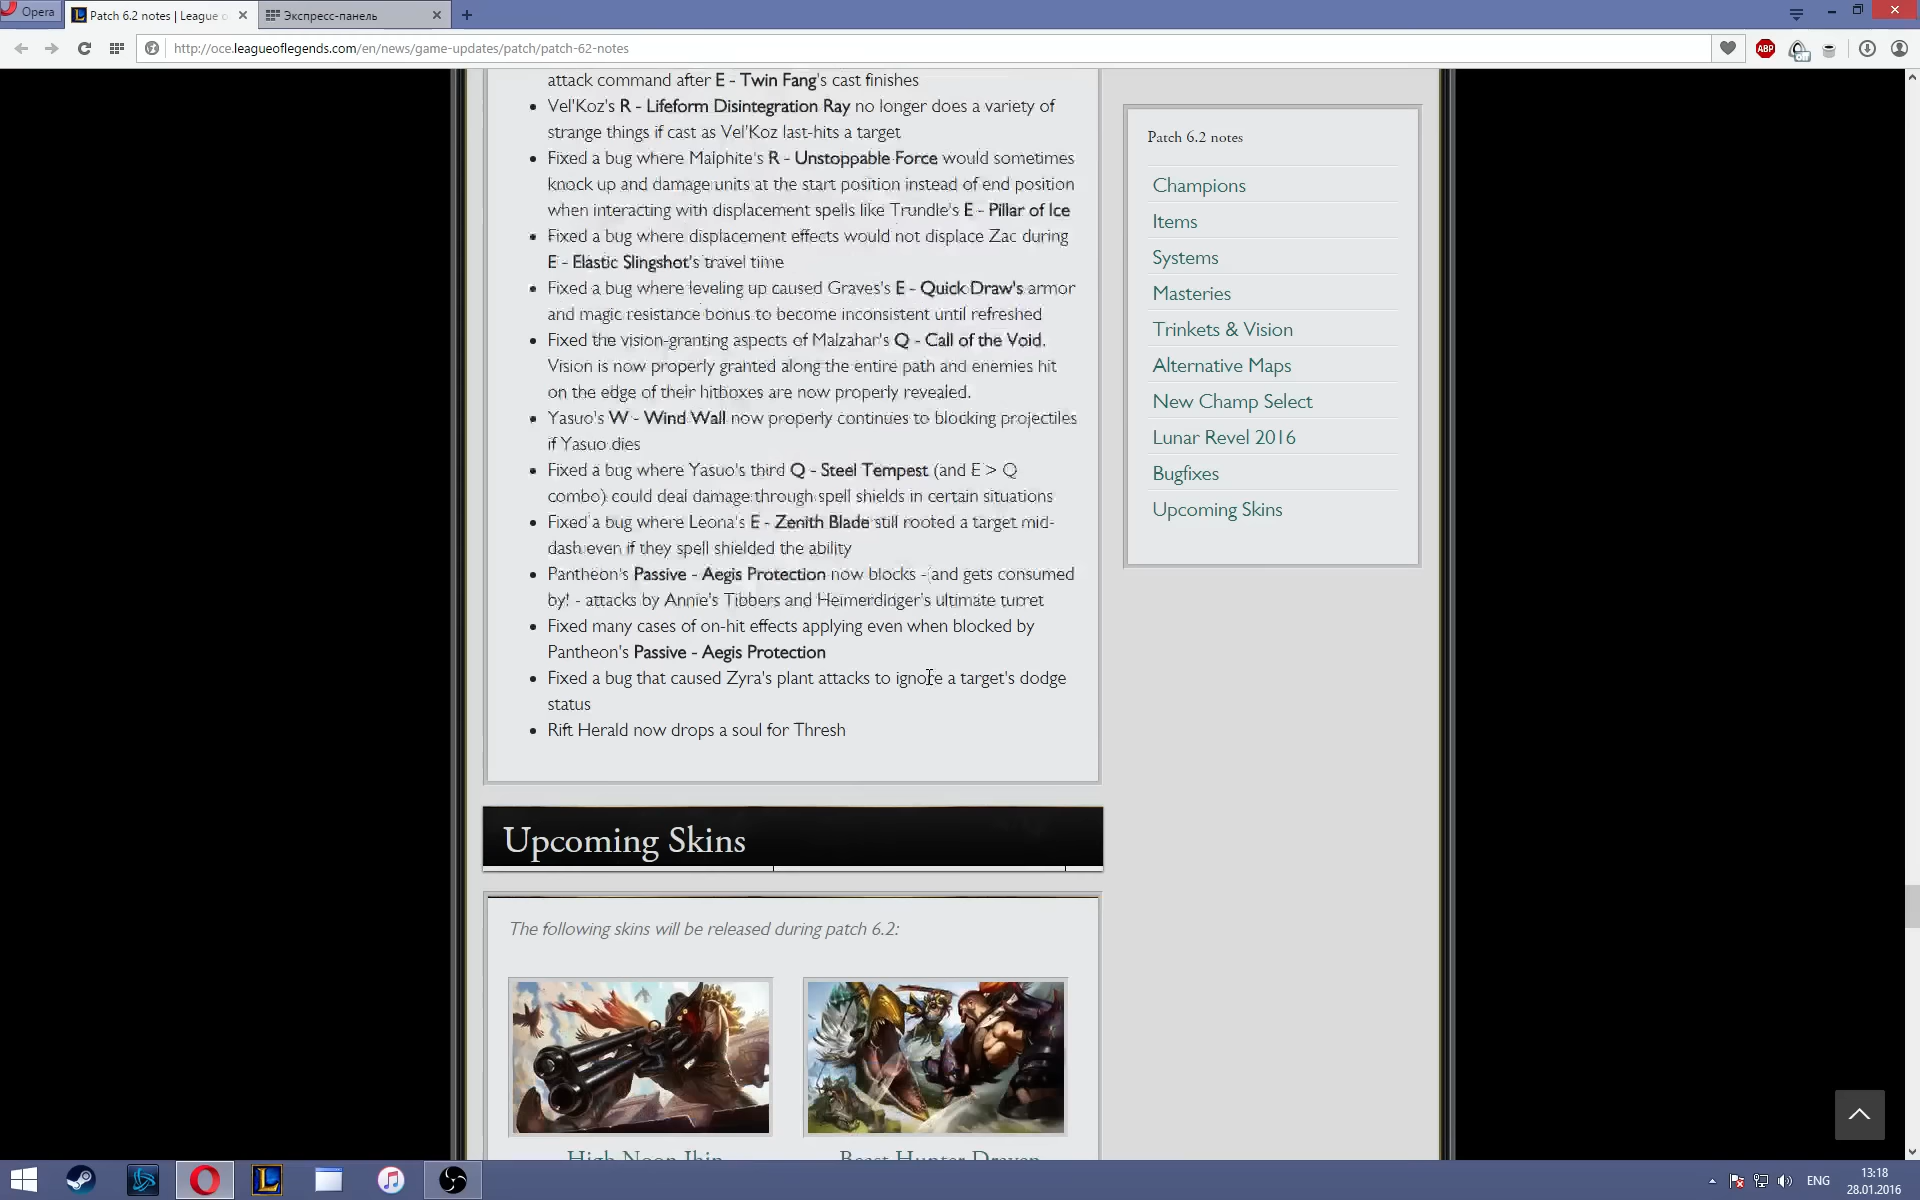 Opera
Patch 6.2 notes | League o
Экспресс-панель
http://oce.leagueoflegends.com/en/news/game-updates/patch/patch-62-notes
ABP
attack command after E - Twin Fang's cast finishes
Vel'Koz's R - Lifeform Disintegration Ray no longer does a variety of
strange things if cast as Vel'Koz last-hits a target
Fixed a bug where Malphite's R - Unstoppable Force would sometimes
knock up and damage units at the start position instead of end position
when interacting with displacement spells like Trundle's E - Pillar of Ice
Fixed a bug where displacement effects would not displace Zac during
E - Elastic Slingshot's travel time
Fixed a bug where leveling up caused Graves's E - Quick Draw's armor
and magic resistance bonus to become inconsistent until refreshed
Fixed the vision-granting aspects of Malzahar's Q - Call of the Void.
Vision is now properly granted along the entire path and enemies hit
on the edge of their hitboxes are now properly revealed.
Yasuo's W - Wind Wall now properly continues to blocking projectiles
if Yasuo dies
Fixed a bug where Yasuo's third Q - Steel Tempest (and E > Q
combo) could deal damage through spell shields in certain situations
Fixed a bug where Leona's E - Zenith Blade still rooted a target mid-
dash even if they spell shielded the ability
Pantheon's Passive - Aegis Protection now blocks - (and gets consumed
by! - attacks by Annie's Tibbers and Heimerdinger's ultimate turret
Fixed many cases of on-hit effects applying even when blocked by
Pantheon's Passive - Aegis Protection
Fixed a bug that caused Zyra's plant attacks to ignore a target's dodge
status
Rift Herald now drops a soul for Thresh
Upcoming Skins
The following skins will be released during patch 6.2:
High Noon Jhin
Beast Hunter Draven
Patch 6.2 notes
Champions
Items
Systems
Masteries
Trinkets & Vision
Alternative Maps
New Champ Select
Lunar Revel 2016
Bugfixes
Upcoming Skins
ENG
13:18
28.01.2016